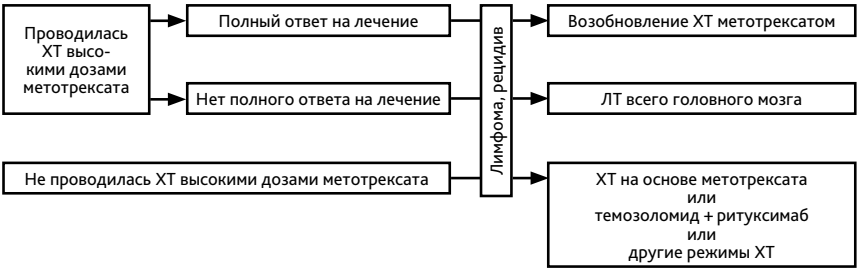 Проводилась
ХТ высо-
кими дозами
метотрексата
Полный ответ на лечение
Нет полного ответа на лечение
Не проводилась ХТ высокими дозами метотрексата
Лимфома, рецидив
Возобновление ХТ метотрексатом
ЛТ всего головного мозга
ХТ на основе метотрексата
или
темозоломид + ритуксимаб
или
другие режимы ХТ